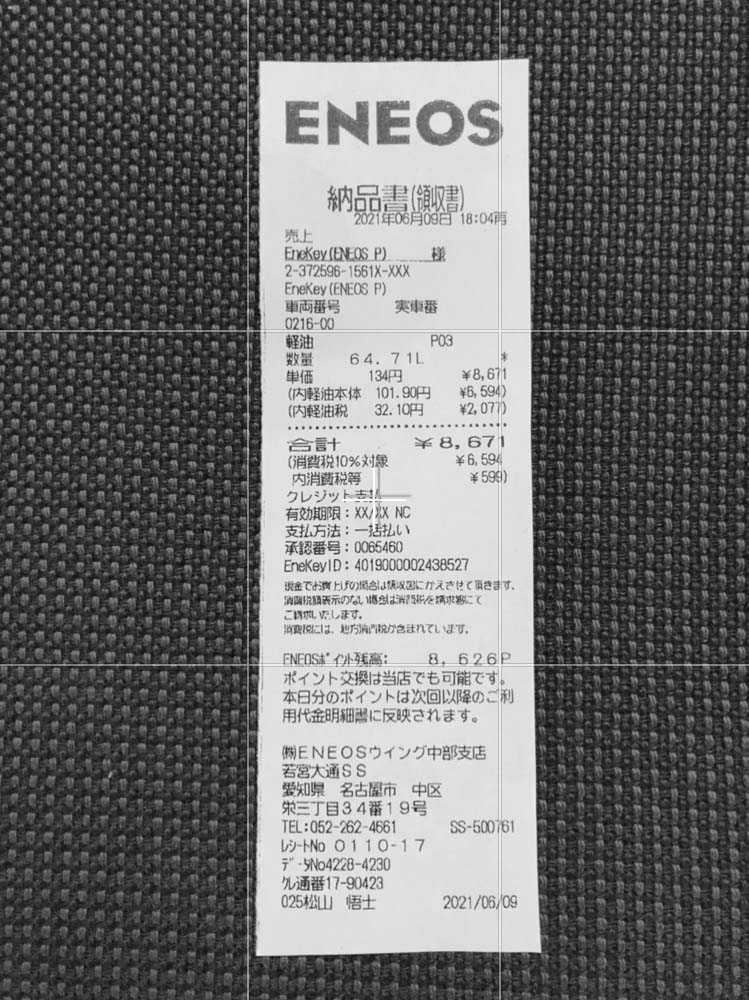 ENEOS
納品書(領収書)
2021年06月09日 18:04再
売上
EneKey(ENEOS P) 様
2-372596-1561X-XXX
EneKey(ENEOS P)
車両番号 実車番
0216-00
軽油 P03
数量 64.71L *
単価 134円 ¥8,671
(内軽油本体 101.90円 ¥6,594)
(内軽油税 32.10円 ¥2,077)
合計 ¥8,671
(消費税10%対象 ¥6,594
内消費税等 ¥599)
クレジット支払
有効期限:XX/XX NC
支払方法:一括払い
承認番号:0065460
EneKeyID:4019000002438527
現金でお買上げの場合は領収図にかえさせて頂きます。
消費税額表示のない場合は消費税を請求書にて
ご請求いたします。
消費税には、地方消費税が含まれています。
ENEOSポイント残高: 8,626P
ポイント交換は当店でも可能です。
本日分のポイントは次回以降のご利
用代金明細書に反映されます。
㈱ENEOSウイング中部支店
若宮大通SS
愛知県 名古屋市 中区
栄三丁目34番19号
TEL:052-262-4661 SS-500761
レシートNo 0110-17
データNo4228-4230
クレ通番17-90423
025松山 悟士 2021/06/09